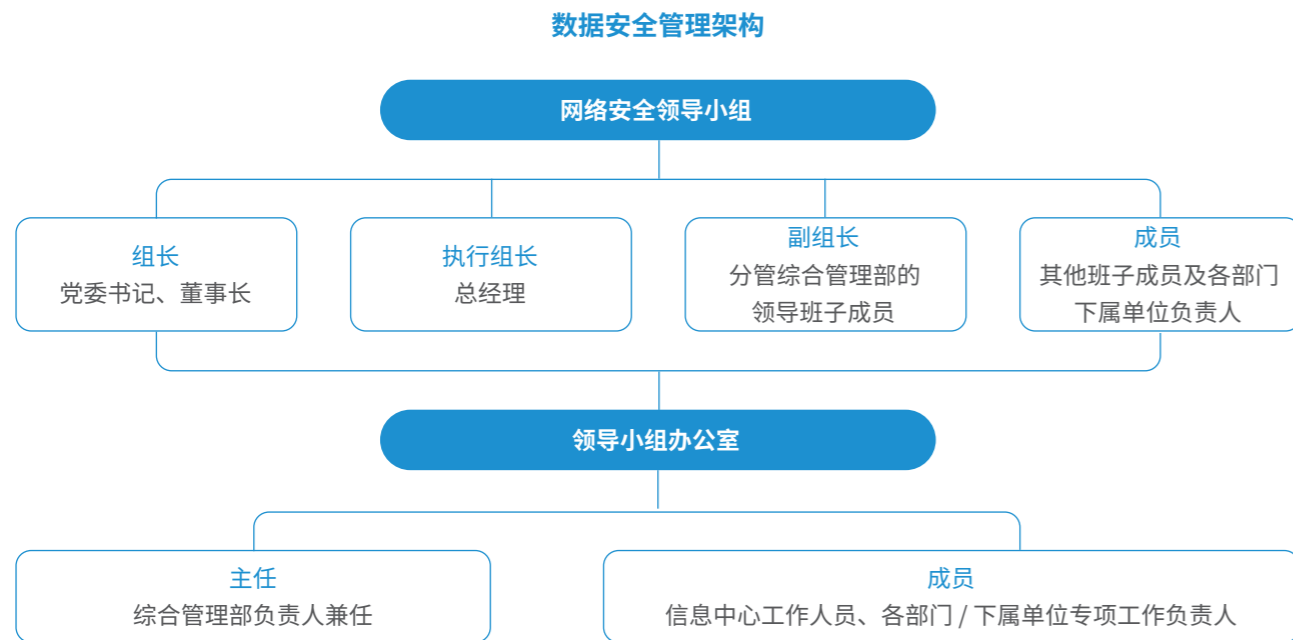 数据安全管理架构
网络安全领导小组
组长
党委书记、董事长
执行组长
总经理
副组长
分管综合管理部的
领导班子成员
成员
其他班子成员及各部门
下属单位负责人
领导小组办公室
主任
综合管理部负责人兼任
成员
信息中心工作人员、各部门 / 下属单位专项工作负责人